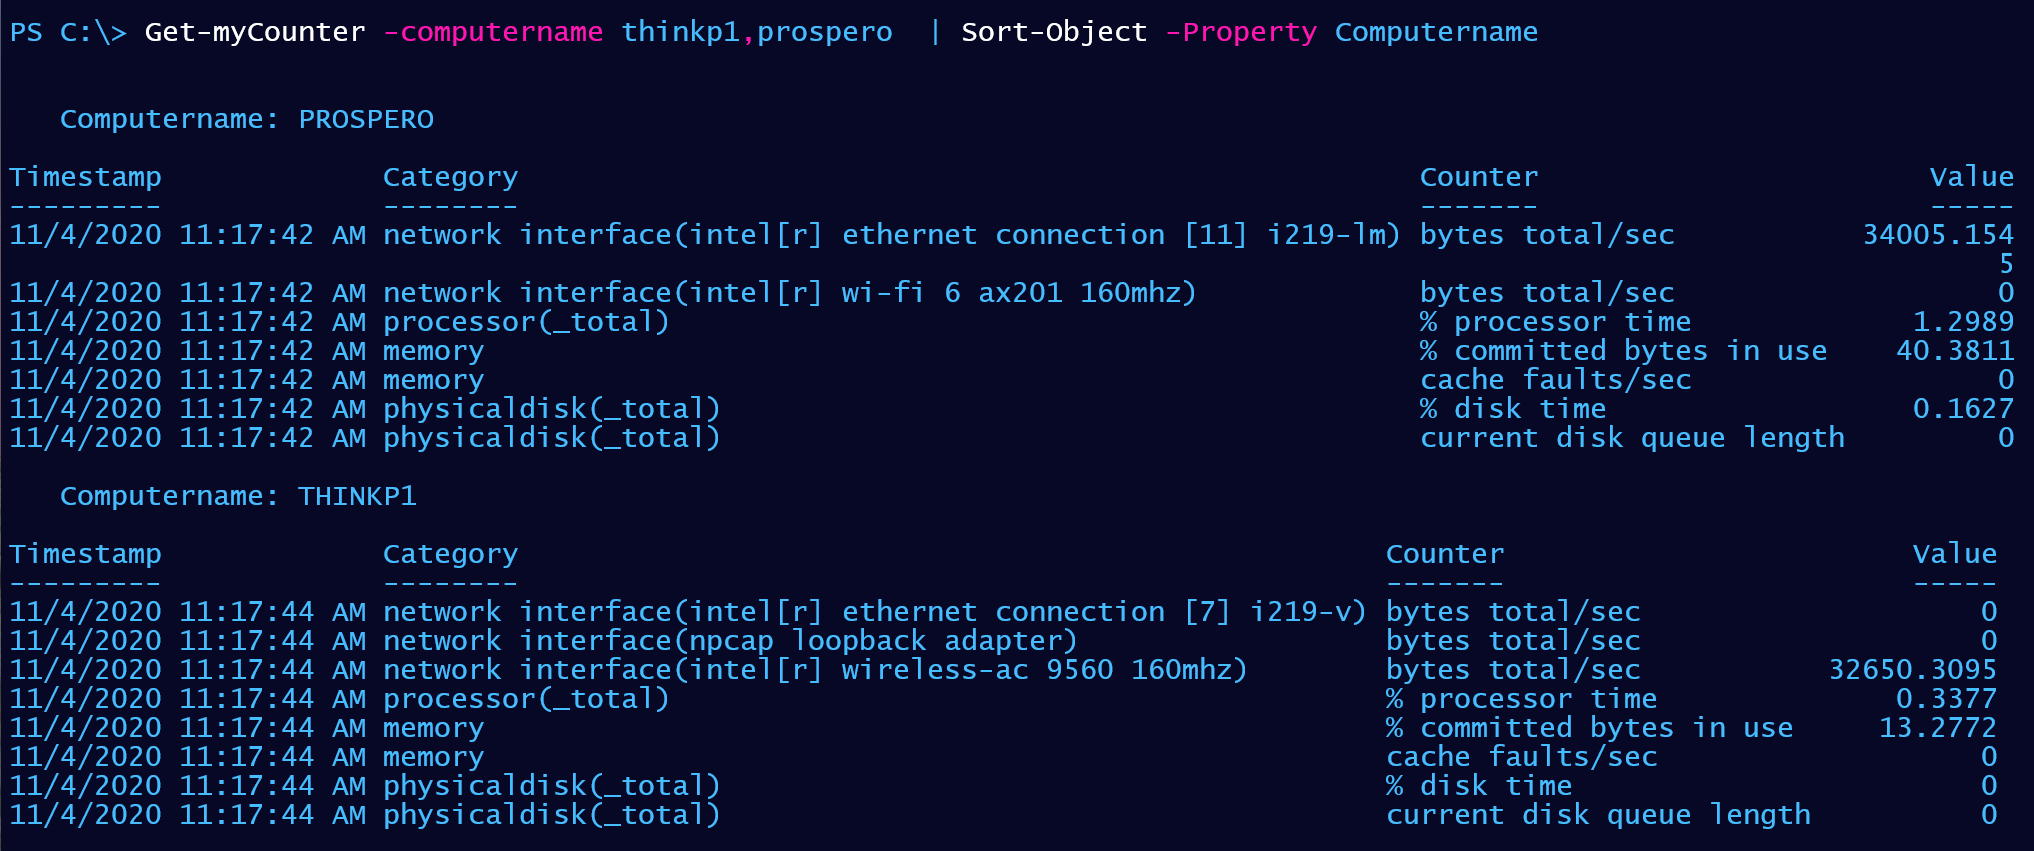 PS C:\> Get-myCounter -computername thinkp1,prospero  | Sort-Object -Property Computername
Computername: PROSPERO
Timestamp Category Counter Value
--------- -------- ------- -----
11/4/2020 11:17:42 AM network interface(intel[r] ethernet connection [11] i219-lm) bytes total/sec 34005.154
5
11/4/2020 11:17:42 AM network interface(intel[r] wi-fi 6 ax201 160mhz) bytes total/sec 0
11/4/2020 11:17:42 AM processor(_total) % processor time 1.2989
11/4/2020 11:17:42 AM memory % committed bytes in use 40.3811
11/4/2020 11:17:42 AM memory cache faults/sec 0
11/4/2020 11:17:42 AM physicaldisk(_total) % disk time 0.1627
11/4/2020 11:17:42 AM physicaldisk(_total) current disk queue length 0
Computername: THINKP1
Timestamp Category Counter Value
--------- -------- ------- -----
11/4/2020 11:17:44 AM network interface(intel[r] ethernet connection [7] i219-v) bytes total/sec 0
11/4/2020 11:17:44 AM network interface(npcap loopback adapter) bytes total/sec 0
11/4/2020 11:17:44 AM network interface(intel[r] wireless-ac 9560 160mhz) bytes total/sec 32650.3095
11/4/2020 11:17:44 AM processor(_total) % processor time 0.3377
11/4/2020 11:17:44 AM memory % committed bytes in use 13.2772
11/4/2020 11:17:44 AM memory cache faults/sec 0
11/4/2020 11:17:44 AM physicaldisk(_total) % disk time 0
11/4/2020 11:17:44 AM physicaldisk(_total) current disk queue length 0